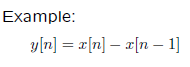 Example:
y[n] = x[n] − x[n − 1]